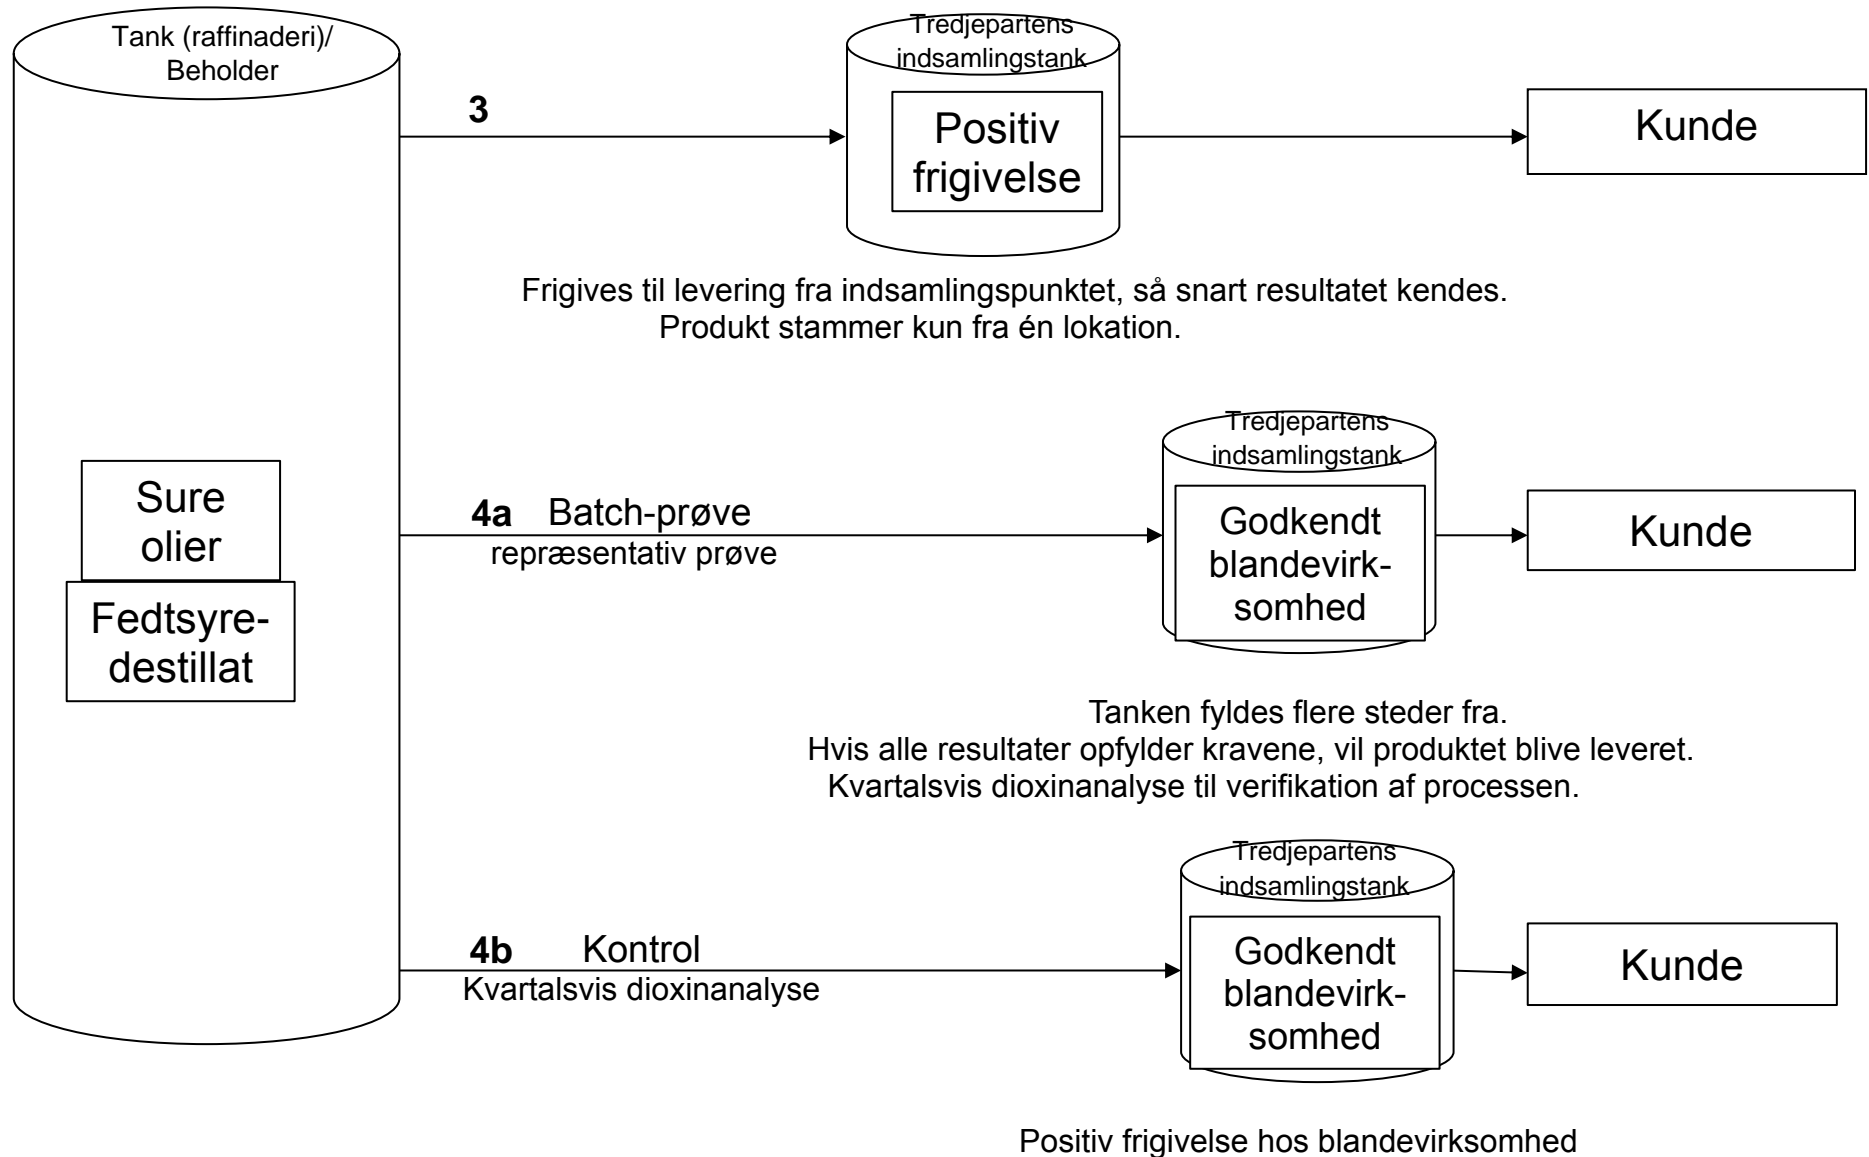 Tank (raffinaderi)/
Beholder
3
Tredjepartens
indsamlingstank
Positiv
frigivelse
Kunde
Frigives til levering fra indsamlingspunktet, så snart resultatet kendes.
Produkt stammer kun fra én lokation.
Sure
olier
Fedtsyre-
destillat
4a Batch-prøve
repræsentativ prøve
Tredjepartens
indsamlingstank
Godkendt
blandevirk-
somhed
Kunde
Tanken fyldes flere steder fra.
Hvis alle resultater opfylder kravene, vil produktet blive leveret.
Kvartalsvis dioxinanalyse til verifikation af processen.
4b Kontrol
Kvartalsvis dioxinanalyse
Tredjepartens
indsamlingstank
Godkendt
blandevirk-
somhed
Kunde
Positiv frigivelse hos blandevirksomhed